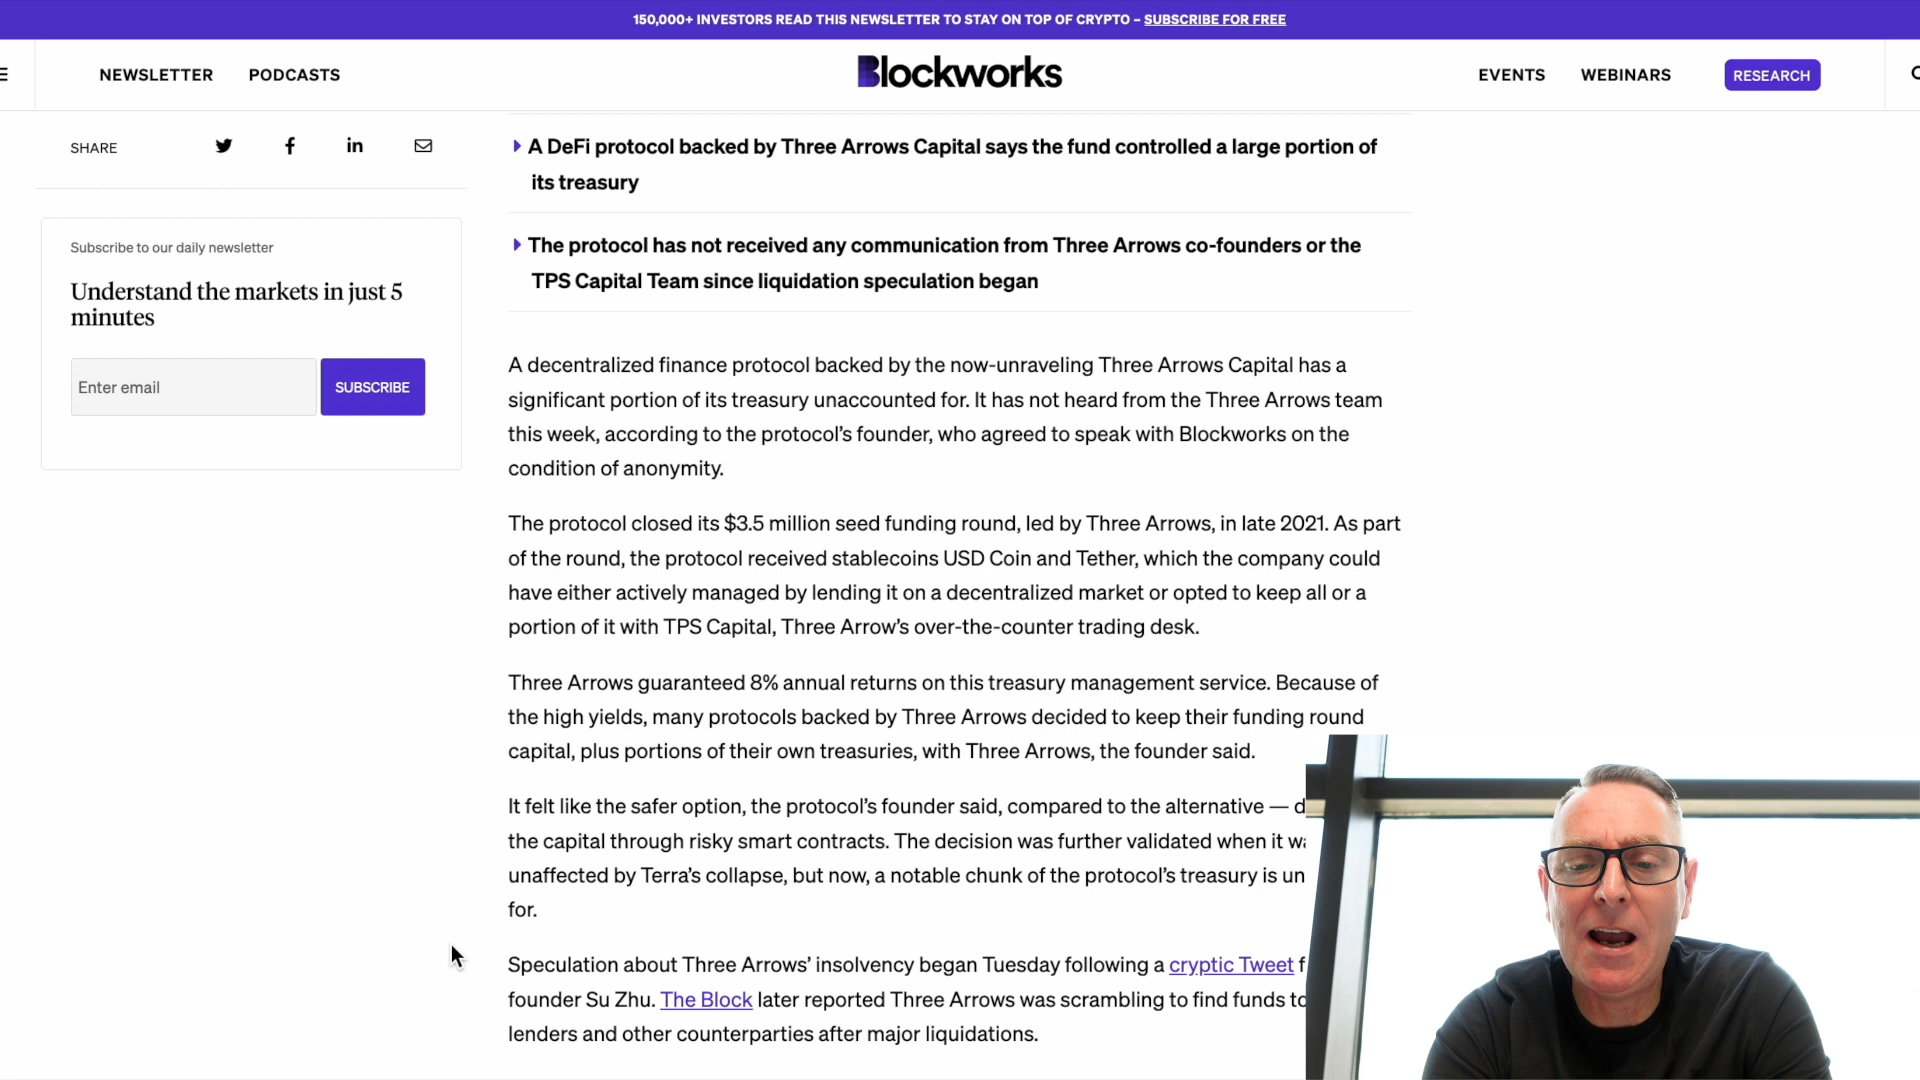 150,000+ INVESTORS READ THIS NEWSLETTER TO STAY ON TOP OF CRYPTO – SUBSCRIBE FOR FREE
NEWSLETTER PODCASTS Blockworks EVENTS WEBINARS RESEARCH
SHARE
Subscribe to our daily newsletter
Understand the markets in just 5
minutes
Enter email SUBSCRIBE
A DeFi protocol backed by Three Arrows Capital says the fund controlled a large portion of
its treasury
The protocol has not received any communication from Three Arrows co-founders or the
TPS Capital Team since liquidation speculation began
A decentralized finance protocol backed by the now-unraveling Three Arrows Capital has a
significant portion of its treasury unaccounted for. It has not heard from the Three Arrows team
this week, according to the protocol’s founder, who agreed to speak with Blockworks on the
condition of anonymity.
The protocol closed its $3.5 million seed funding round, led by Three Arrows, in late 2021. As part
of the round, the protocol received stablecoins USD Coin and Tether, which the company could
have either actively managed by lending it on a decentralized market or opted to keep all or a
portion of it with TPS Capital, Three Arrow’s over-the-counter trading desk.
Three Arrows guaranteed 8% annual returns on this treasury management service. Because of
the high yields, many protocols backed by Three Arrows decided to keep their funding round
capital, plus portions of their own treasuries, with Three Arrows, the founder said.
It felt like the safer option, the protocol’s founder said, compared to the alternative —
the capital through risky smart contracts. The decision was further validated when it
unaffected by Terra’s collapse, but now, a notable chunk of the protocol’s treasury is
for.
Speculation about Three Arrows’ insolvency began Tuesday following a cryptic Tweet
founder Su Zhu. The Block later reported Three Arrows was scrambling to find funds
lenders and other counterparties after major liquidations.